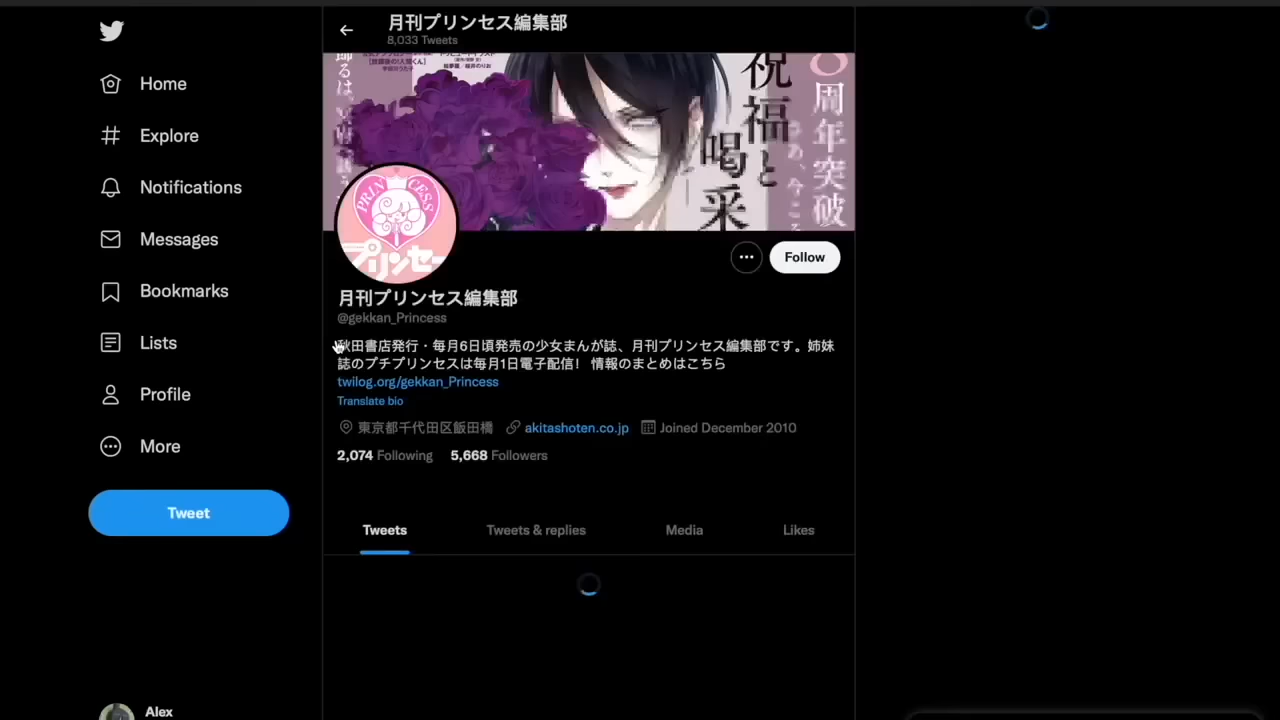 月刊プリンセス編集部
8,033 Tweets
Home
Explore
Notifications
Messages
Bookmarks
Lists
Profile
More
Tweet
Alex
祝福と
喝采
8周年突破
PRINCESS
プリンセ
Follow
月刊プリンセス編集部
@gekkan_Princess
秋田書店発行・毎月6日頃発売の少女まんが誌、月刊プリンセス編集部です。姉妹
誌のプチプリンセスは毎月1日電子配信! 情報のまとめはこちら
twilog.org/gekkan_Princess
Translate bio
東京都千代田区飯田橋 akitashoten.co.jp Joined December 2010
2,074 Following 5,668 Followers
Tweets Tweets & replies Media Likes